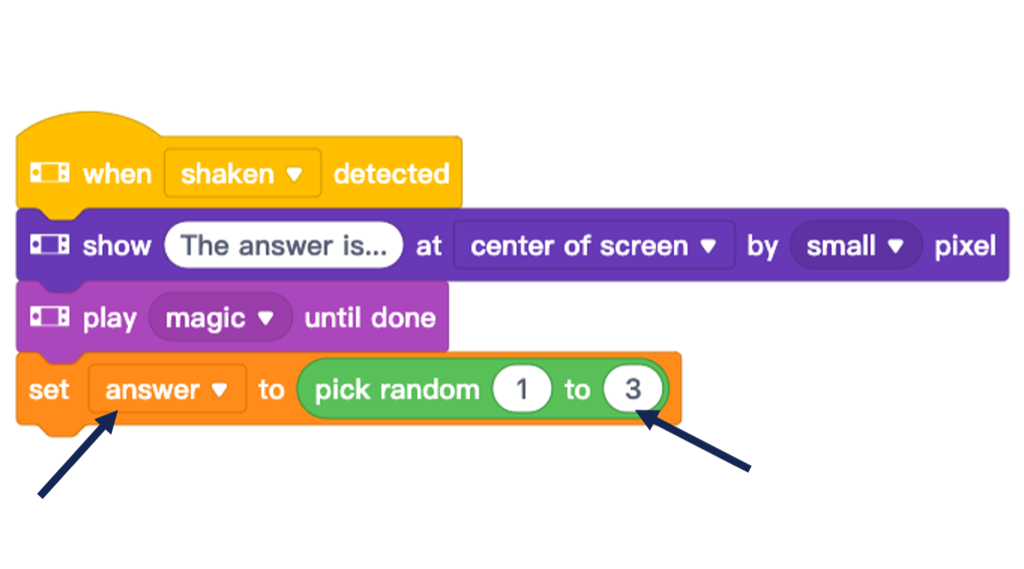 when shaken detected
show The answer is... at center of screen by small pixel
play magic until done
set answer to pick random 1 to 3